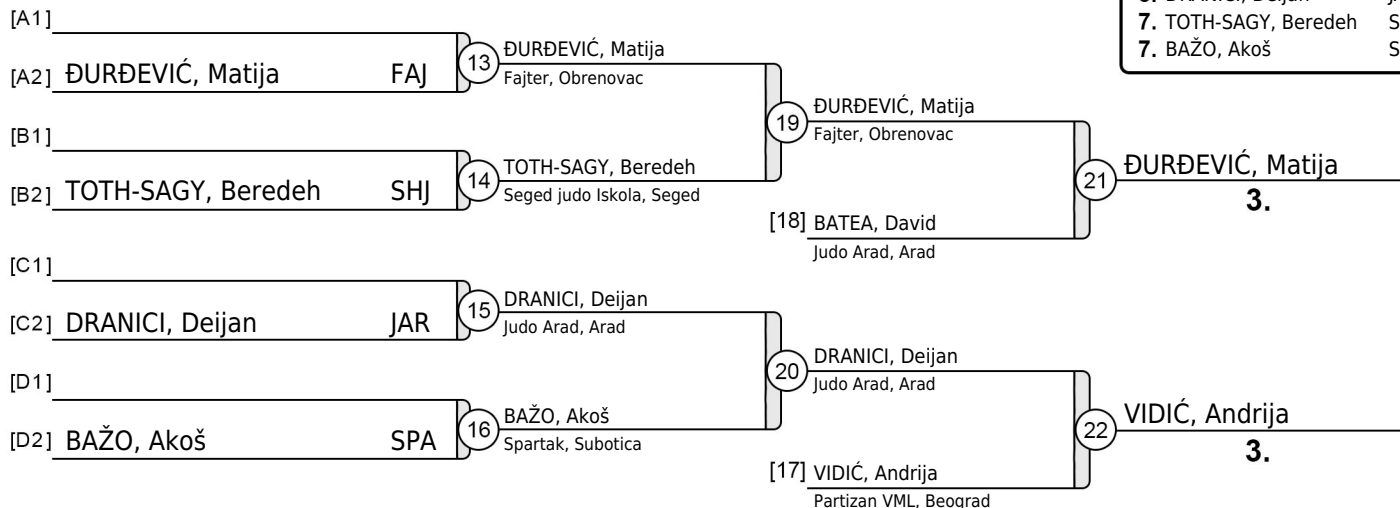 7. TOTH-SAGY, Beredeh S
7. BAŽO, Akoš S
[A1]
[A2] ĐURĐEVIĆ, Matija FAJ
13
ĐURĐEVIĆ, Matija
Fajter, Obrenovac
[B1]
[B2] TOTH-SAGY, Beredeh SHJ
14
TOTH-SAGY, Beredeh
Seged judo Iskola, Seged
19
ĐURĐEVIĆ, Matija
Fajter, Obrenovac
[18] BATEA, David
Judo Arad, Arad
21
ĐURĐEVIĆ, Matija
3.
[C1]
[C2] DRANICI, Deijan JAR
15
DRANICI, Deijan
Judo Arad, Arad
[D1]
[D2] BAŽO, Akoš SPA
16
BAŽO, Akoš
Spartak, Subotica
20
DRANICI, Deijan
Judo Arad, Arad
[17] VIDIĆ, Andrija
Partizan VML, Beograd
22
VIDIĆ, Andrija
3.